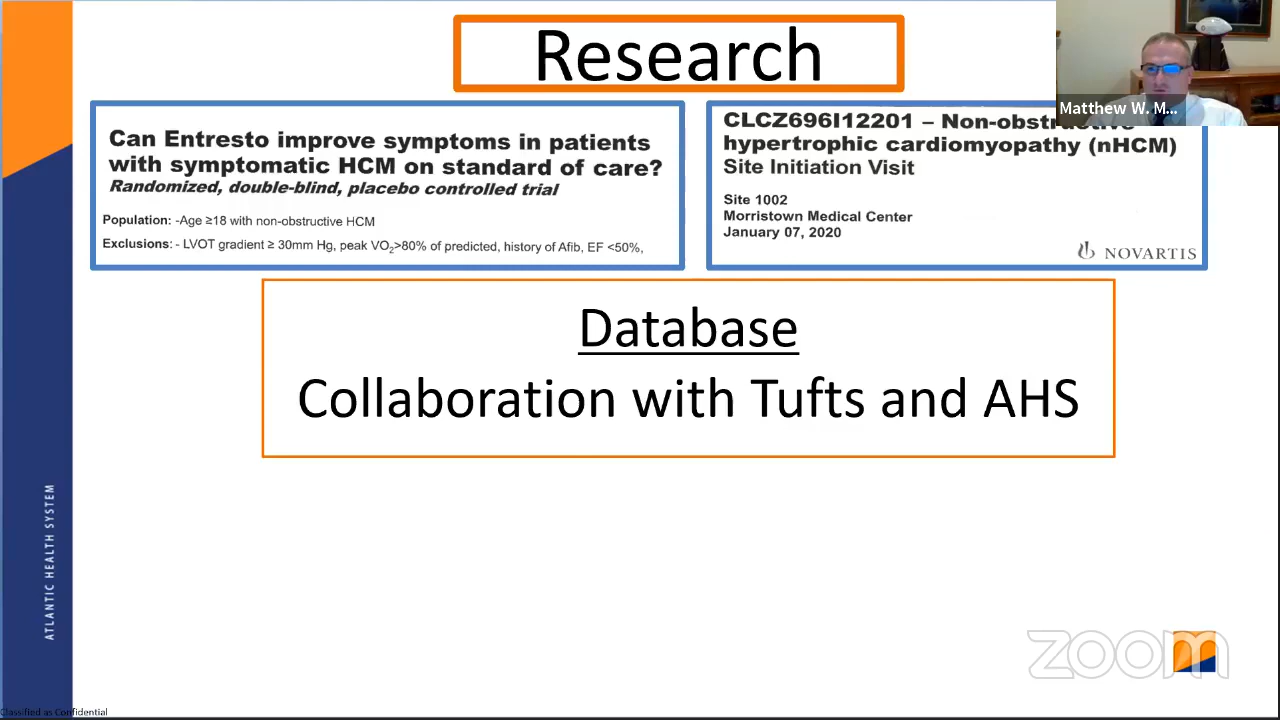 Research
Matthew W. M...
Can Entresto improve symptoms in patients
with symptomatic HCM on standard of care?
Randomized, double-blind, placebo controlled trial
Population: -Age ≥18 with non-obstructive HCM
Exclusions: - LVOT gradient ≥ 30mm Hg, peak VO2>80% of predicted, history of Afib, EF <50%,
CLCZ696I12201 – Non-obstructive
hypertrophic cardiomyopathy (nHCM)
Site Initiation Visit
Site 1002
Morristown Medical Center
January 07, 2020
NOVARTIS
Database
Collaboration with Tufts and AHS
ATLANTIC HEALTH SYSTEM
zoom
Classified as Confidential